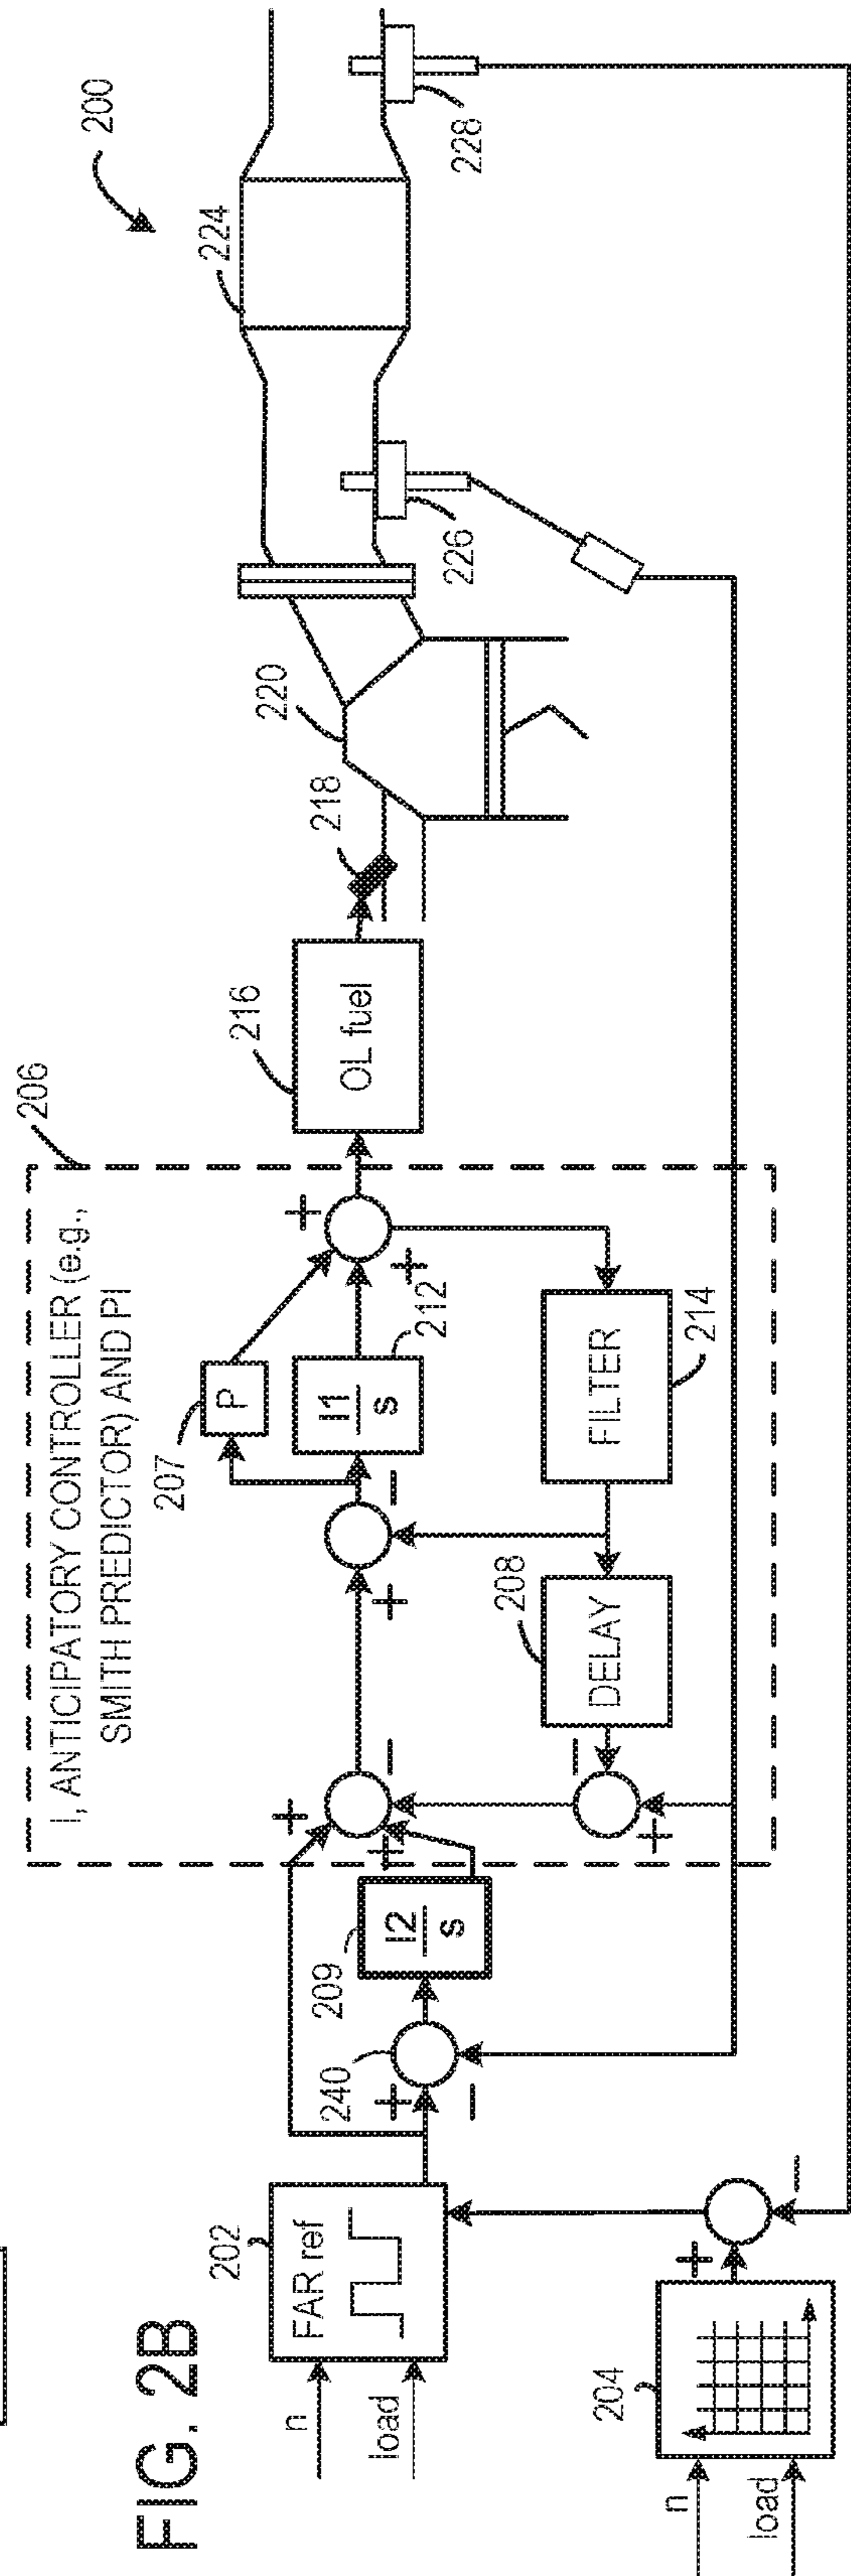 FIG. 2B
200
206
I, ANTICIPATORY CONTROLLER (e.g.,
SMITH PREDICTOR) AND PI
n
load
202
FAR ref
n
load
204
+
−
+
−
240
209
I2
s
+
+
−
−
+
+
−
207
P
I1
s
212
+
+
208
DELAY
FILTER
214
216
OL fuel
218
220
226
224
228